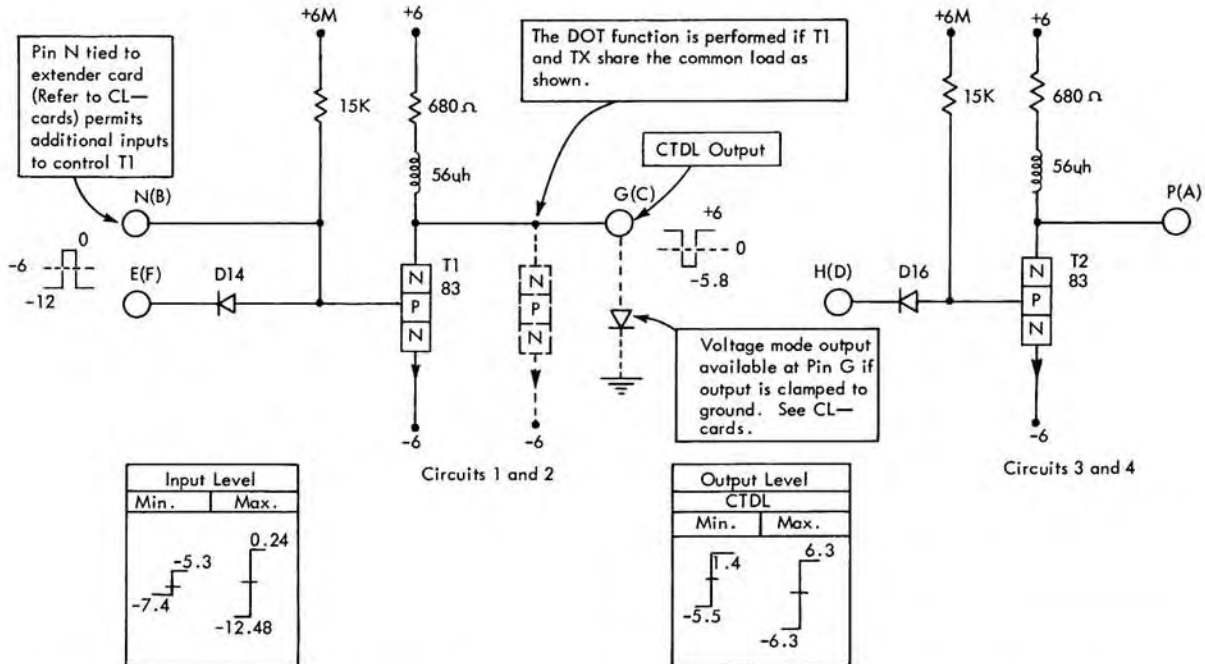 +6M
+6
Pin N tied to
extender card
(Refer to CL—
cards) permits
additional inputs
to control T1
15K
680Ω
56uh
The DOT function is performed if T1
and TX share the common load as
shown.
CTDL Output
N(B)
G(C)
+6
0
-5.8
0
-6
-12
E(F)
D14
N
P
N
T1
83
N
P
N
-6
-6
Voltage mode output
available at Pin G if
output is clamped to
ground. See CL—
cards.
Circuits 1 and 2
+6M
+6
15K
680Ω
56uh
P(A)
H(D)
D16
N
P
N
T2
83
-6
Circuits 3 and 4
Input Level
Min. Max.
-5.3
-7.4
0.24
-12.48
Output Level
CTDL
Min. Max.
1.4
-5.5
6.3
-6.3